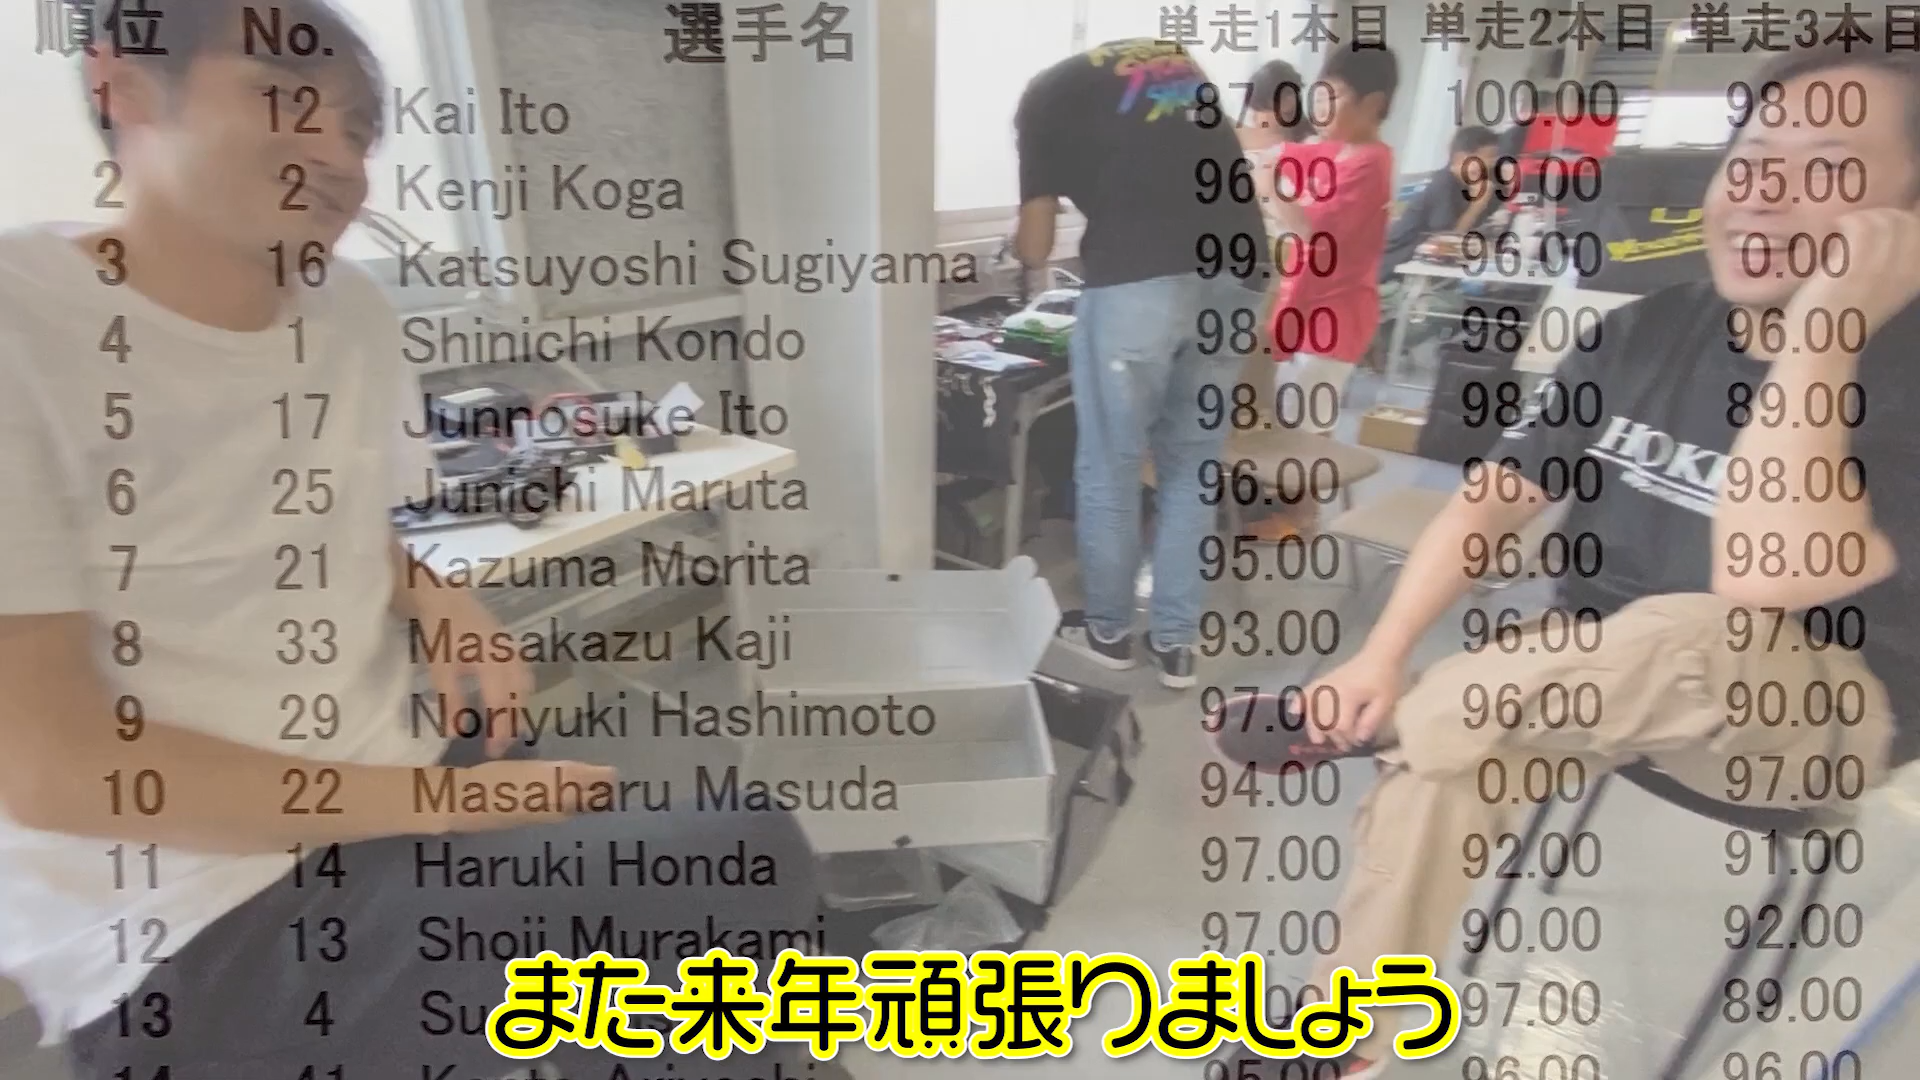 順位 No. 選手名 単走1本目 単走2本目 単走3本目
1 12 Kai Ito 87.00 100.00 98.00
2 2 Kenji Koga 96.00 99.00 95.00
3 16 Katsuyoshi Sugiyama 99.00 96.00 0.00
4 1 Shinichi Kondo 98.00 98.00 96.00
5 17 Junnosuke Ito 98.00 98.00 89.00
6 25 Junichi Maruta 96.00 96.00 98.00
7 21 Kazuma Morita 95.00 96.00 98.00
8 33 Masakazu Kaji 93.00 96.00 97.00
9 29 Noriyuki Hashimoto 97.00 96.00 90.00
10 22 Masaharu Masuda 94.00 0.00 97.00
11 14 Haruki Honda 97.00 92.00 91.00
12 13 Shoji Murakami 97.00 90.00 92.00
13 4 97.00 89.00
14 41 95.00 96.00 96.00
また来年頑張りましょう